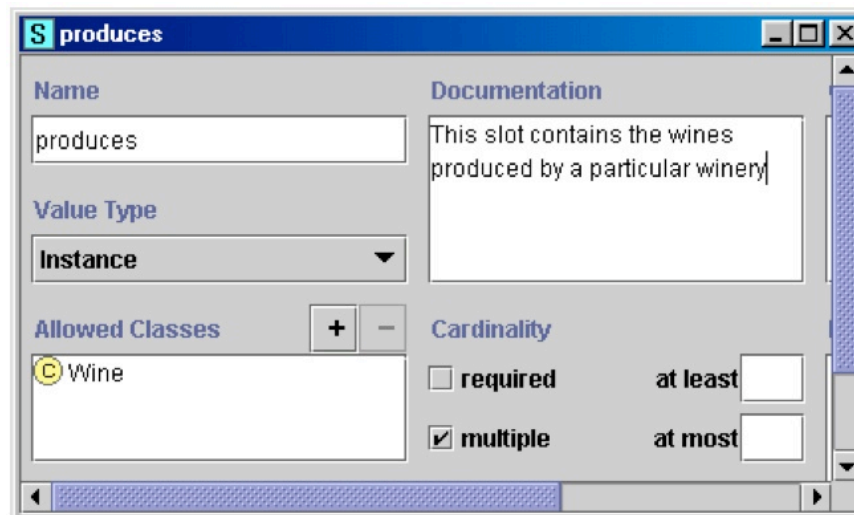 S produces
Name
produces
Documentation
This slot contains the wines
produced by a particular winery
Value Type
Instance
Allowed Classes + −
C Wine
Cardinality
required at least
multiple at most